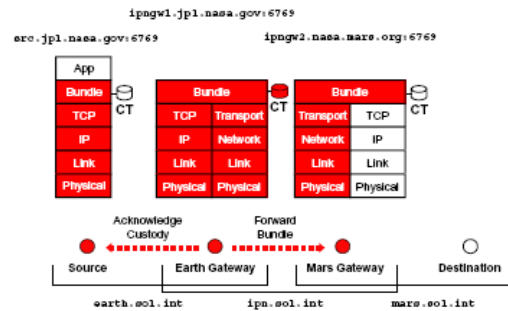 ipngw1.jpl.nasa.gov:6769
src.jpl.nasa.gov:6769
ipngw2.nasa.mars.org:6769
App
Bundle
CT
TCP
IP
Link
Physical
Bundle
CT
TCP Transport
IP Network
Link Link
Physical Physical
Bundle
CT
Transport TCP
Network IP
Link Link
Physical Physical
Acknowledge
Custody
Forward
Bundle
Source Earth Gateway Mars Gateway Destination
earth.sol.int ipn.sol.int mars.sol.int